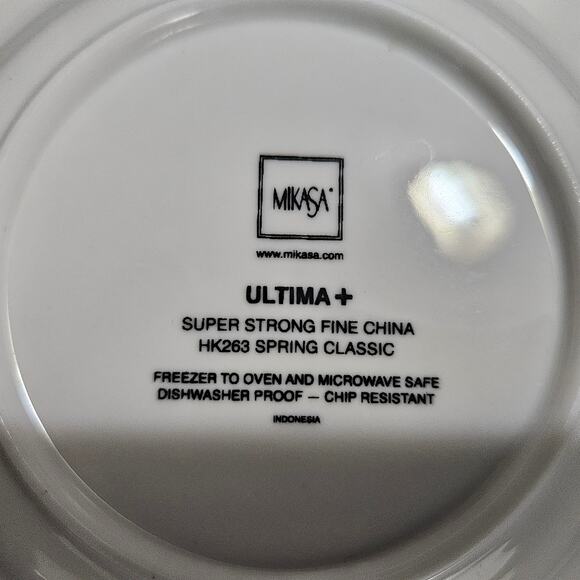 MIKASA®
www.mikasa.com
ULTIMA+
SUPER STRONG FINE CHINA
HK263 SPRING CLASSIC
FREEZER TO OVEN AND MICROWAVE SAFE
DISHWASHER PROOF — CHIP RESISTANT
INDONESIA